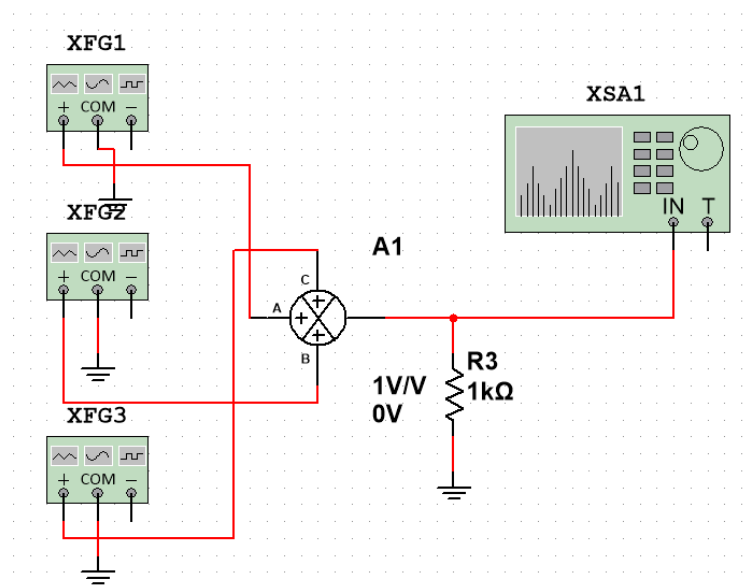 XFG1
+ COM −
XSA1
IN T
XFG2
+ COM −
A1
C
A
B
+
+
+
R3
1kΩ
1V/V
0V
XFG3
+ COM −